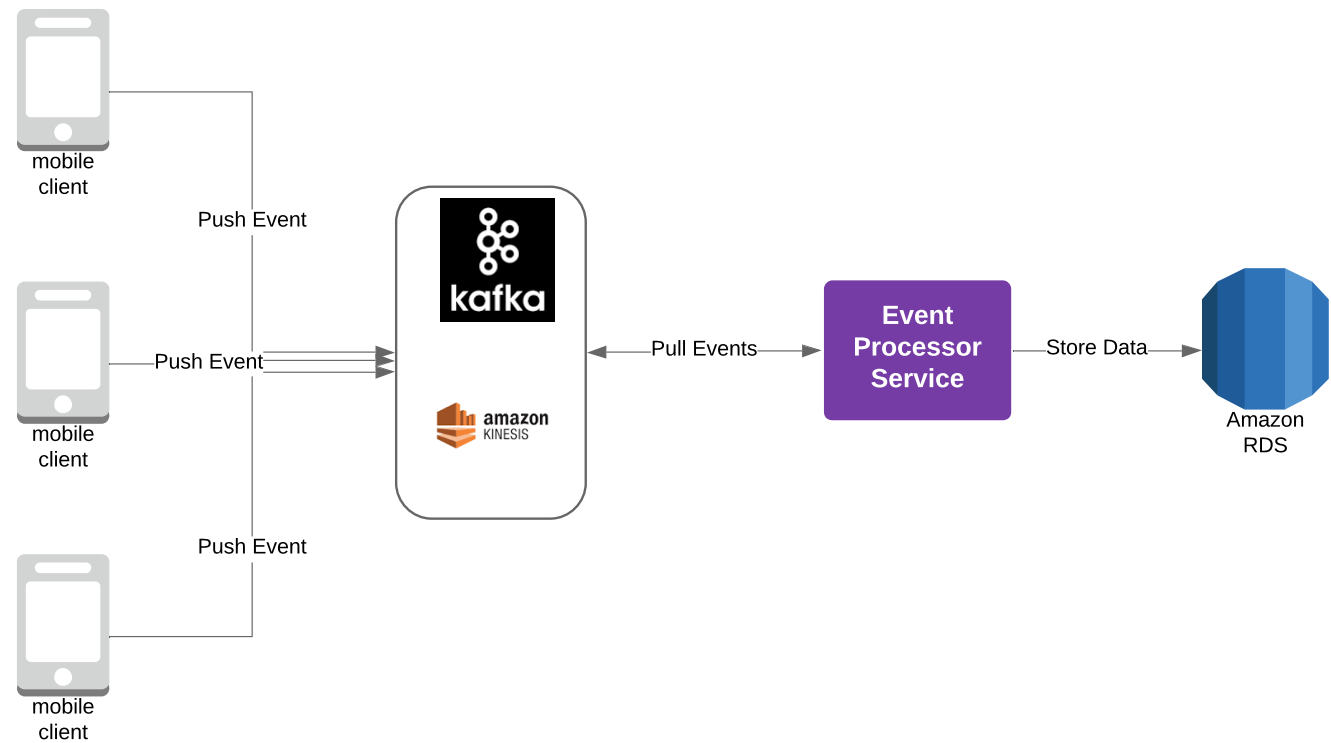 mobile
client
Push Event
kafka
mobile
client
Push Event
amazon
KINESIS
Pull Events
Event
Processor
Service
Store Data
Amazon
RDS
Push Event
mobile
client